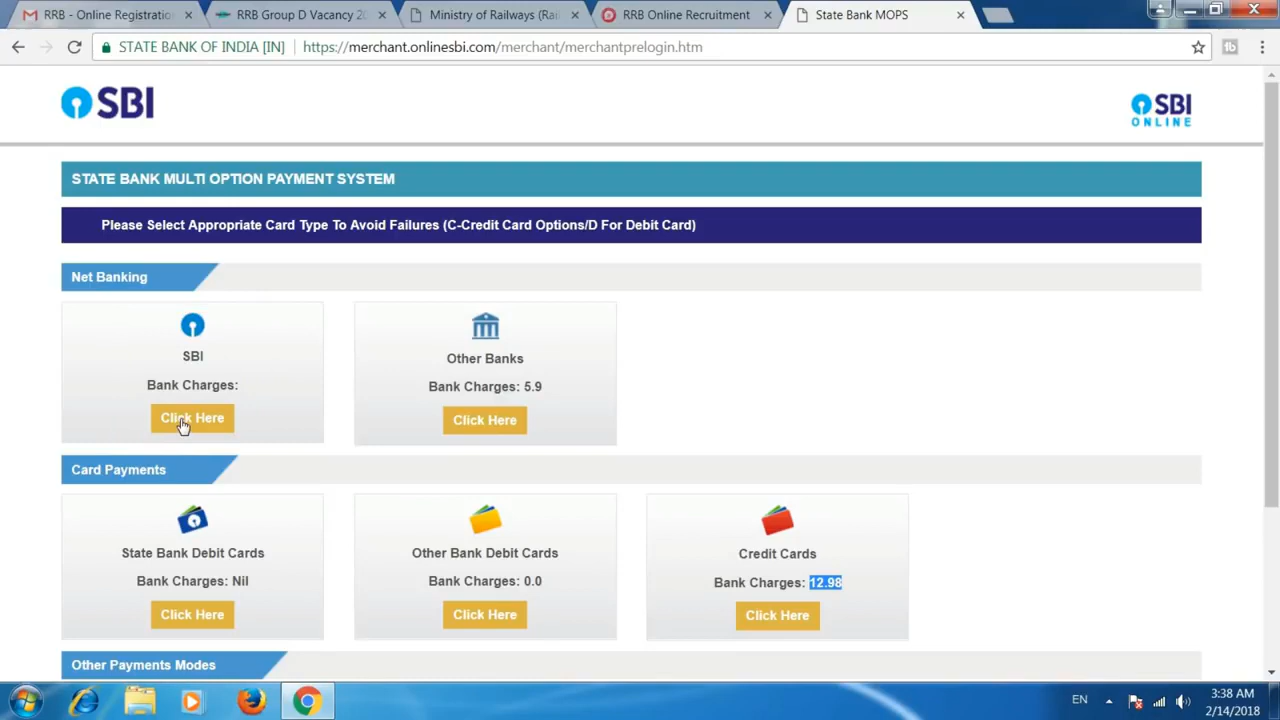 RRB - Online Registratio
RRB Group D Vacancy 20
Ministry of Railways (Ra
RRB Online Recruitment
State Bank MOPS
STATE BANK OF INDIA [IN] https://merchant.onlinesbi.com/merchant/merchantprelogin.htm
SBI
SBI
ONLINE
STATE BANK MULTI OPTION PAYMENT SYSTEM
Please Select Appropriate Card Type To Avoid Failures (C-Credit Card Options/D For Debit Card)
Net Banking
SBI
Bank Charges:
Click Here
Other Banks
Bank Charges: 5.9
Click Here
Card Payments
State Bank Debit Cards
Bank Charges: Nil
Click Here
Other Bank Debit Cards
Bank Charges: 0.0
Click Here
Credit Cards
Bank Charges: 12.98
Click Here
Other Payments Modes
EN
3:38 AM
2/14/2018